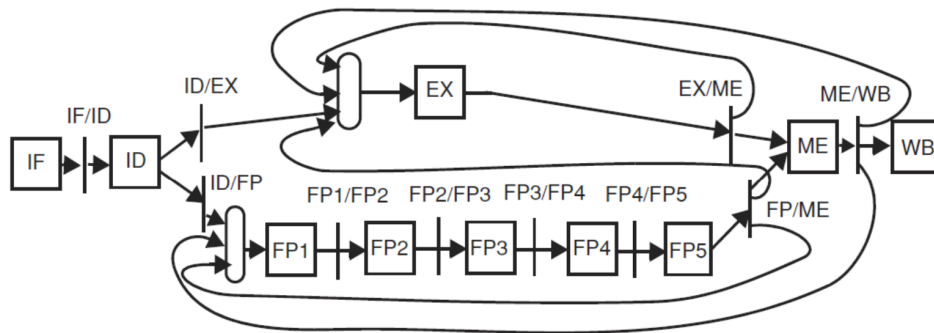 ID/EX
EX
EX/ME
ME/WB
IF/ID
IF
ID
ME
WB
ID/FP
FP1/FP2
FP2/FP3
FP3/FP4
FP4/FP5
FP/ME
FP1
FP2
FP3
FP4
FP5